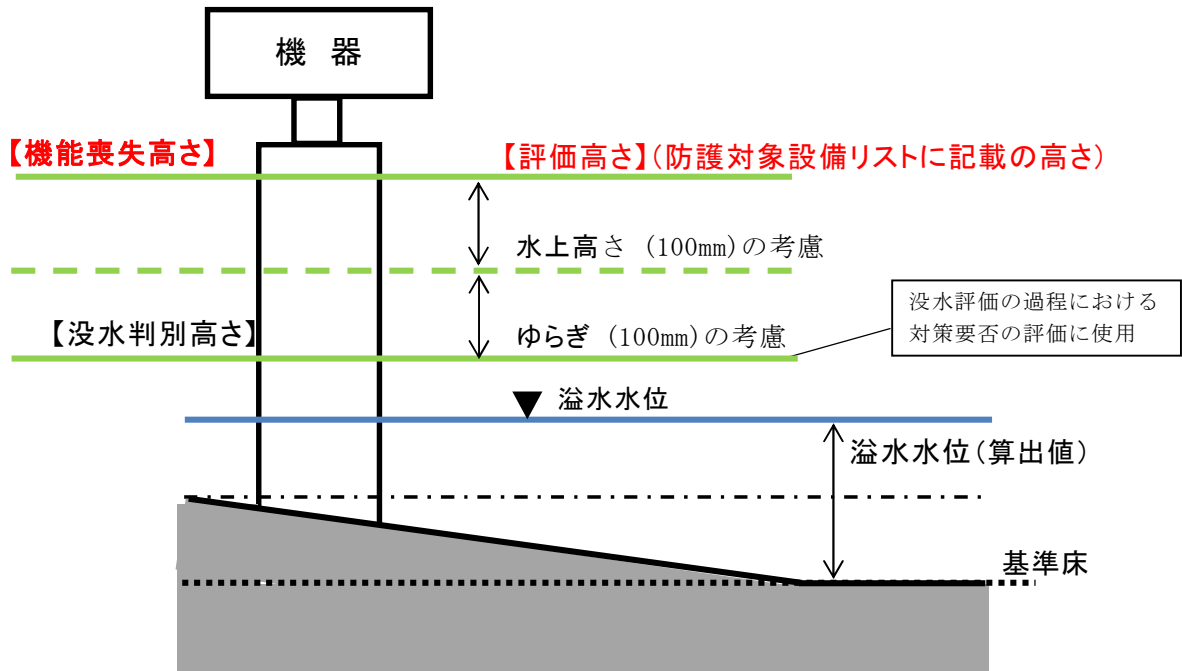 機 器
【機能喪失高さ】
【評価高さ】(防護対象設備リストに記載の高さ)
水上高さ (100mm)の考慮
没水評価の過程における
対策要否の評価に使用
【没水判別高さ】
ゆらぎ (100mm)の考慮
溢水水位
溢水水位(算出値)
基準床